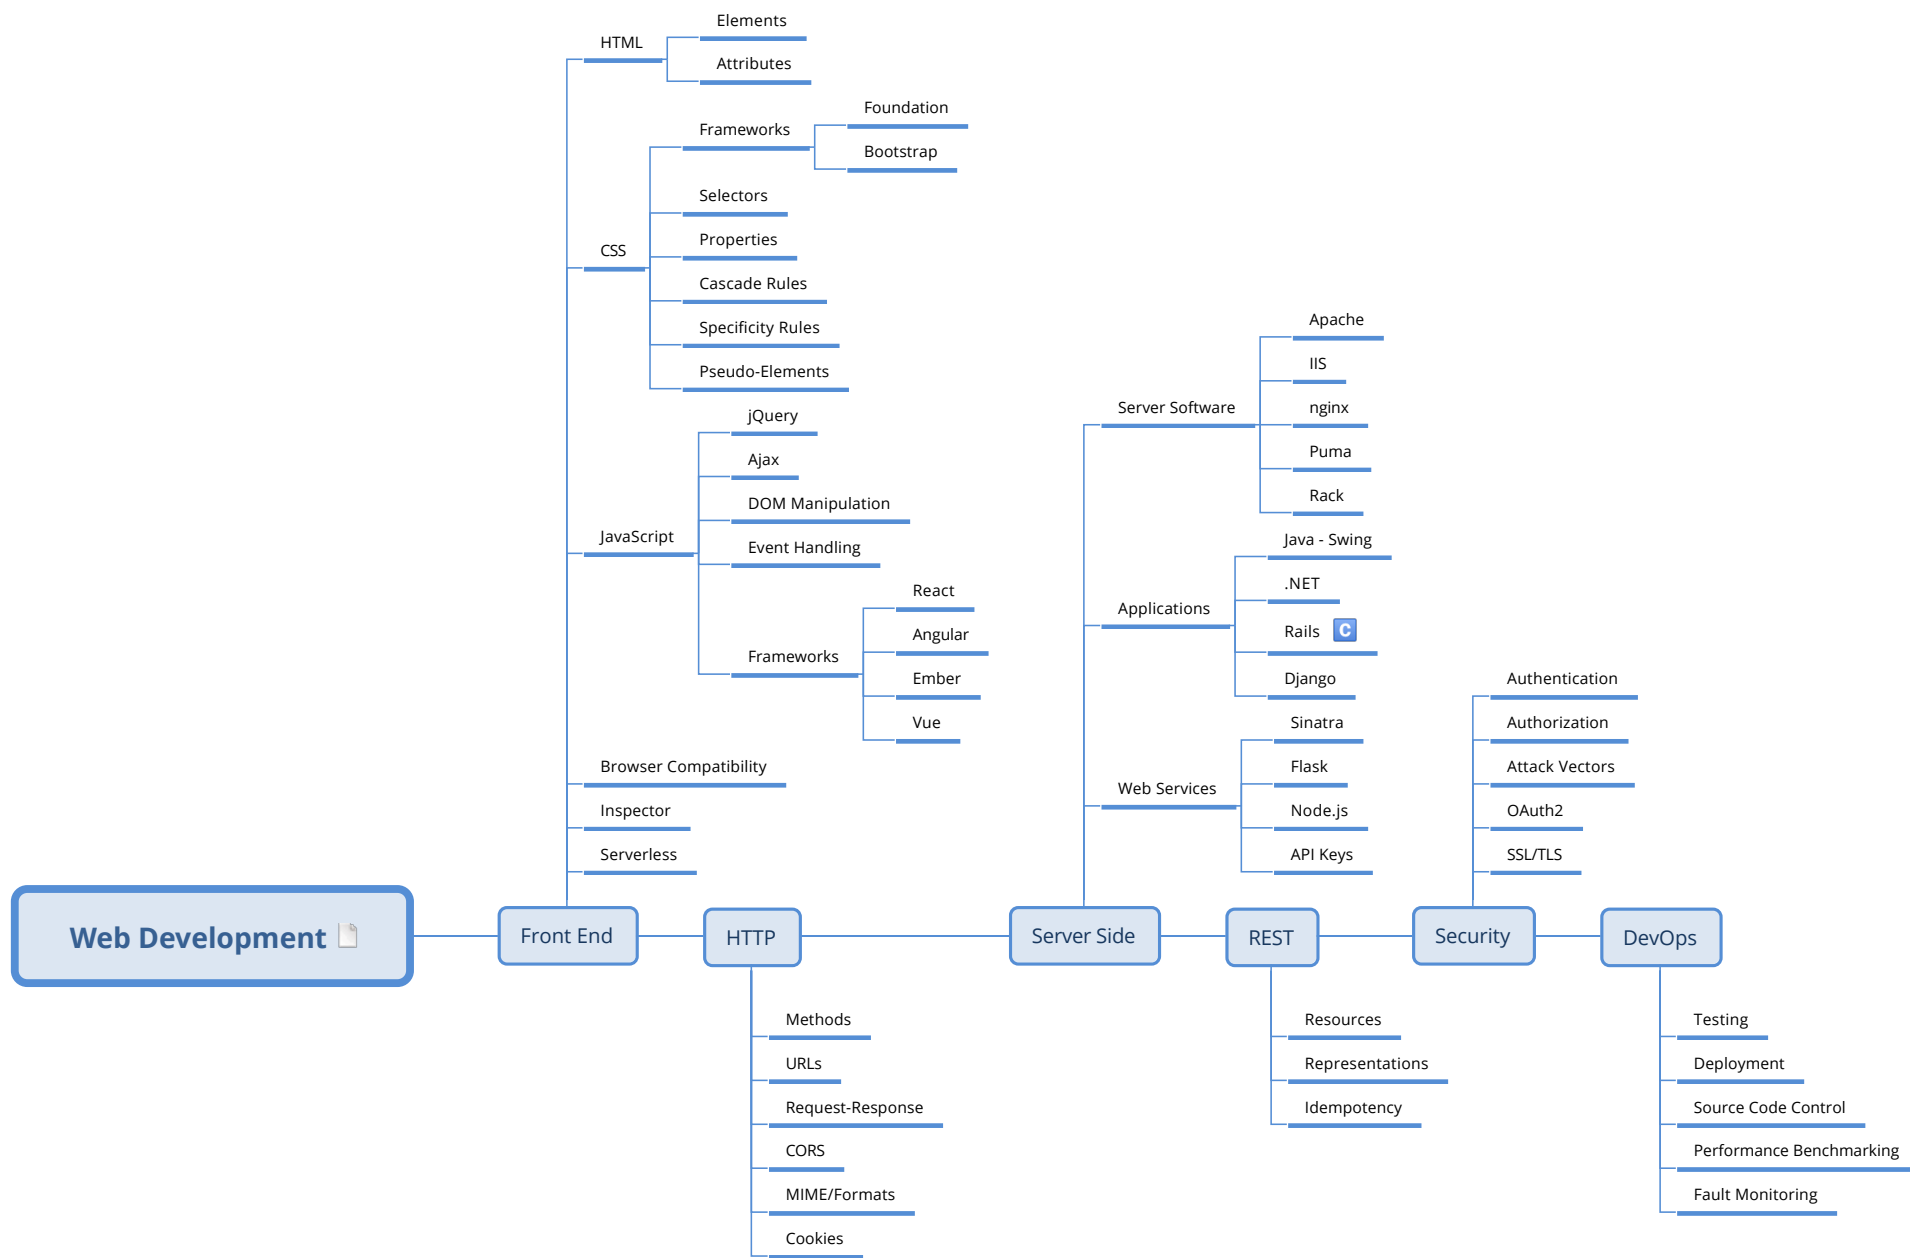 Web Development
Front End
HTML
Elements
Attributes
CSS
Frameworks
Foundation
Bootstrap
Selectors
Properties
Cascade Rules
Specificity Rules
Pseudo-Elements
JavaScript
jQuery
Ajax
DOM Manipulation
Event Handling
Frameworks
React
Angular
Ember
Vue
Browser Compatibility
Inspector
Serverless
HTTP
Methods
URLs
Request-Response
CORS
MIME/Formats
Cookies
Server Side
Server Software
Apache
IIS
nginx
Puma
Rack
Applications
Java - Swing
.NET
Rails C
Django
Web Services
Sinatra
Flask
Node.js
API Keys
REST
Resources
Representations
Idempotency
Security
Authentication
Authorization
Attack Vectors
OAuth2
SSL/TLS
DevOps
Testing
Deployment
Source Code Control
Performance Benchmarking
Fault Monitoring